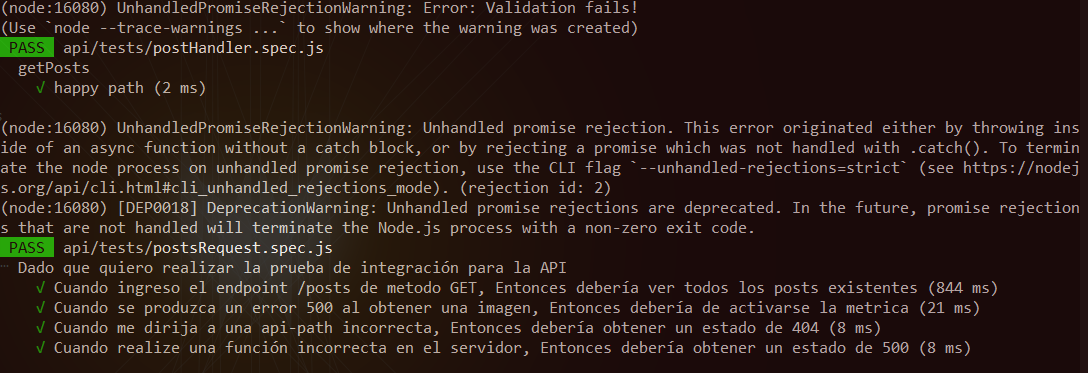 (node:16080) UnhandledPromiseRejectionWarning: Error: Validation fails!
(Use `node --trace-warnings ...` to show where the warning was created)
PASS api/tests/postHandler.spec.js
getPosts
√ happy path (2 ms)
(node:16080) UnhandledPromiseRejectionWarning: Unhandled promise rejection. This error originated either by throwing ins
ide of an async function without a catch block, or by rejecting a promise which was not handled with .catch(). To termin
ate the node process on unhandled promise rejection, use the CLI flag `--unhandled-rejections=strict` (see https://nodej
s.org/api/cli.html#cli_unhandled_rejections_mode). (rejection id: 2)
(node:16080) [DEP0018] DeprecationWarning: Unhandled promise rejections are deprecated. In the future, promise rejection
s that are not handled will terminate the Node.js process with a non-zero exit code.
PASS api/tests/postsRequest.spec.js
Dado que quiero realizar la prueba de integración para la API
√ Cuando ingreso el endpoint /posts de metodo GET, Entonces debería ver todos los posts existentes (844 ms)
√ Cuando se produzca un error 500 al obtener una imagen, Entonces debería de activarse la metrica (21 ms)
√ Cuando me dirija a una api-path incorrecta, Entonces debería obtener un estado de 404 (8 ms)
√ Cuando realize una función incorrecta en el servidor, Entonces debería obtener un estado de 500 (8 ms)